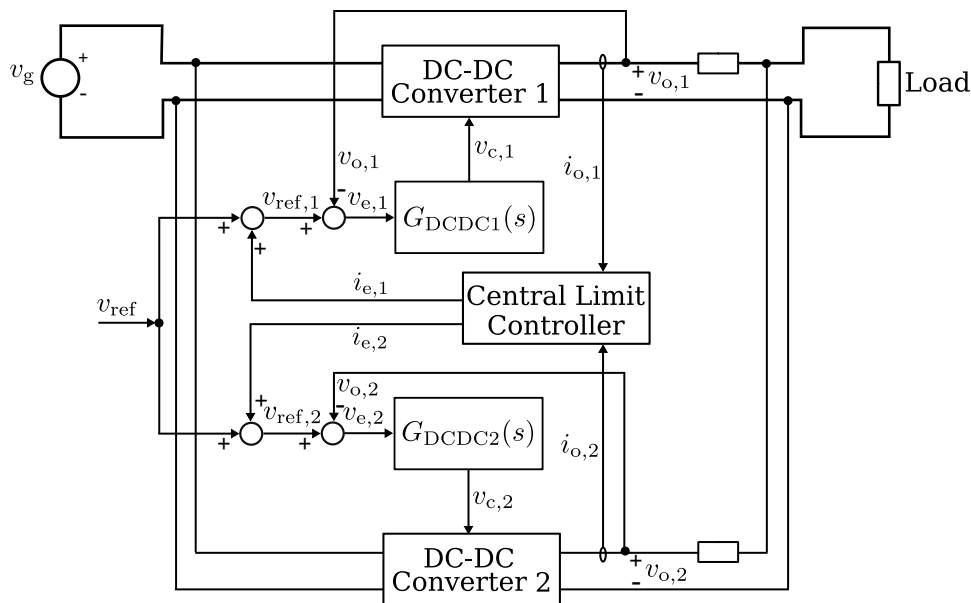 +
v_g
-
DC-DC
Converter 1
+
v_o,1
-
Load
v_o,1
v_c,1
i_o,1
-
v_ref,1
v_e,1
G_DCDC1(s)
+
+
+
i_e,1
Central Limit
Controller
v_ref
i_e,2
v_o,2
+
v_ref,2
-
v_e,2
G_DCDC2(s)
+
+
i_o,2
v_c,2
DC-DC
Converter 2
+
v_o,2
-